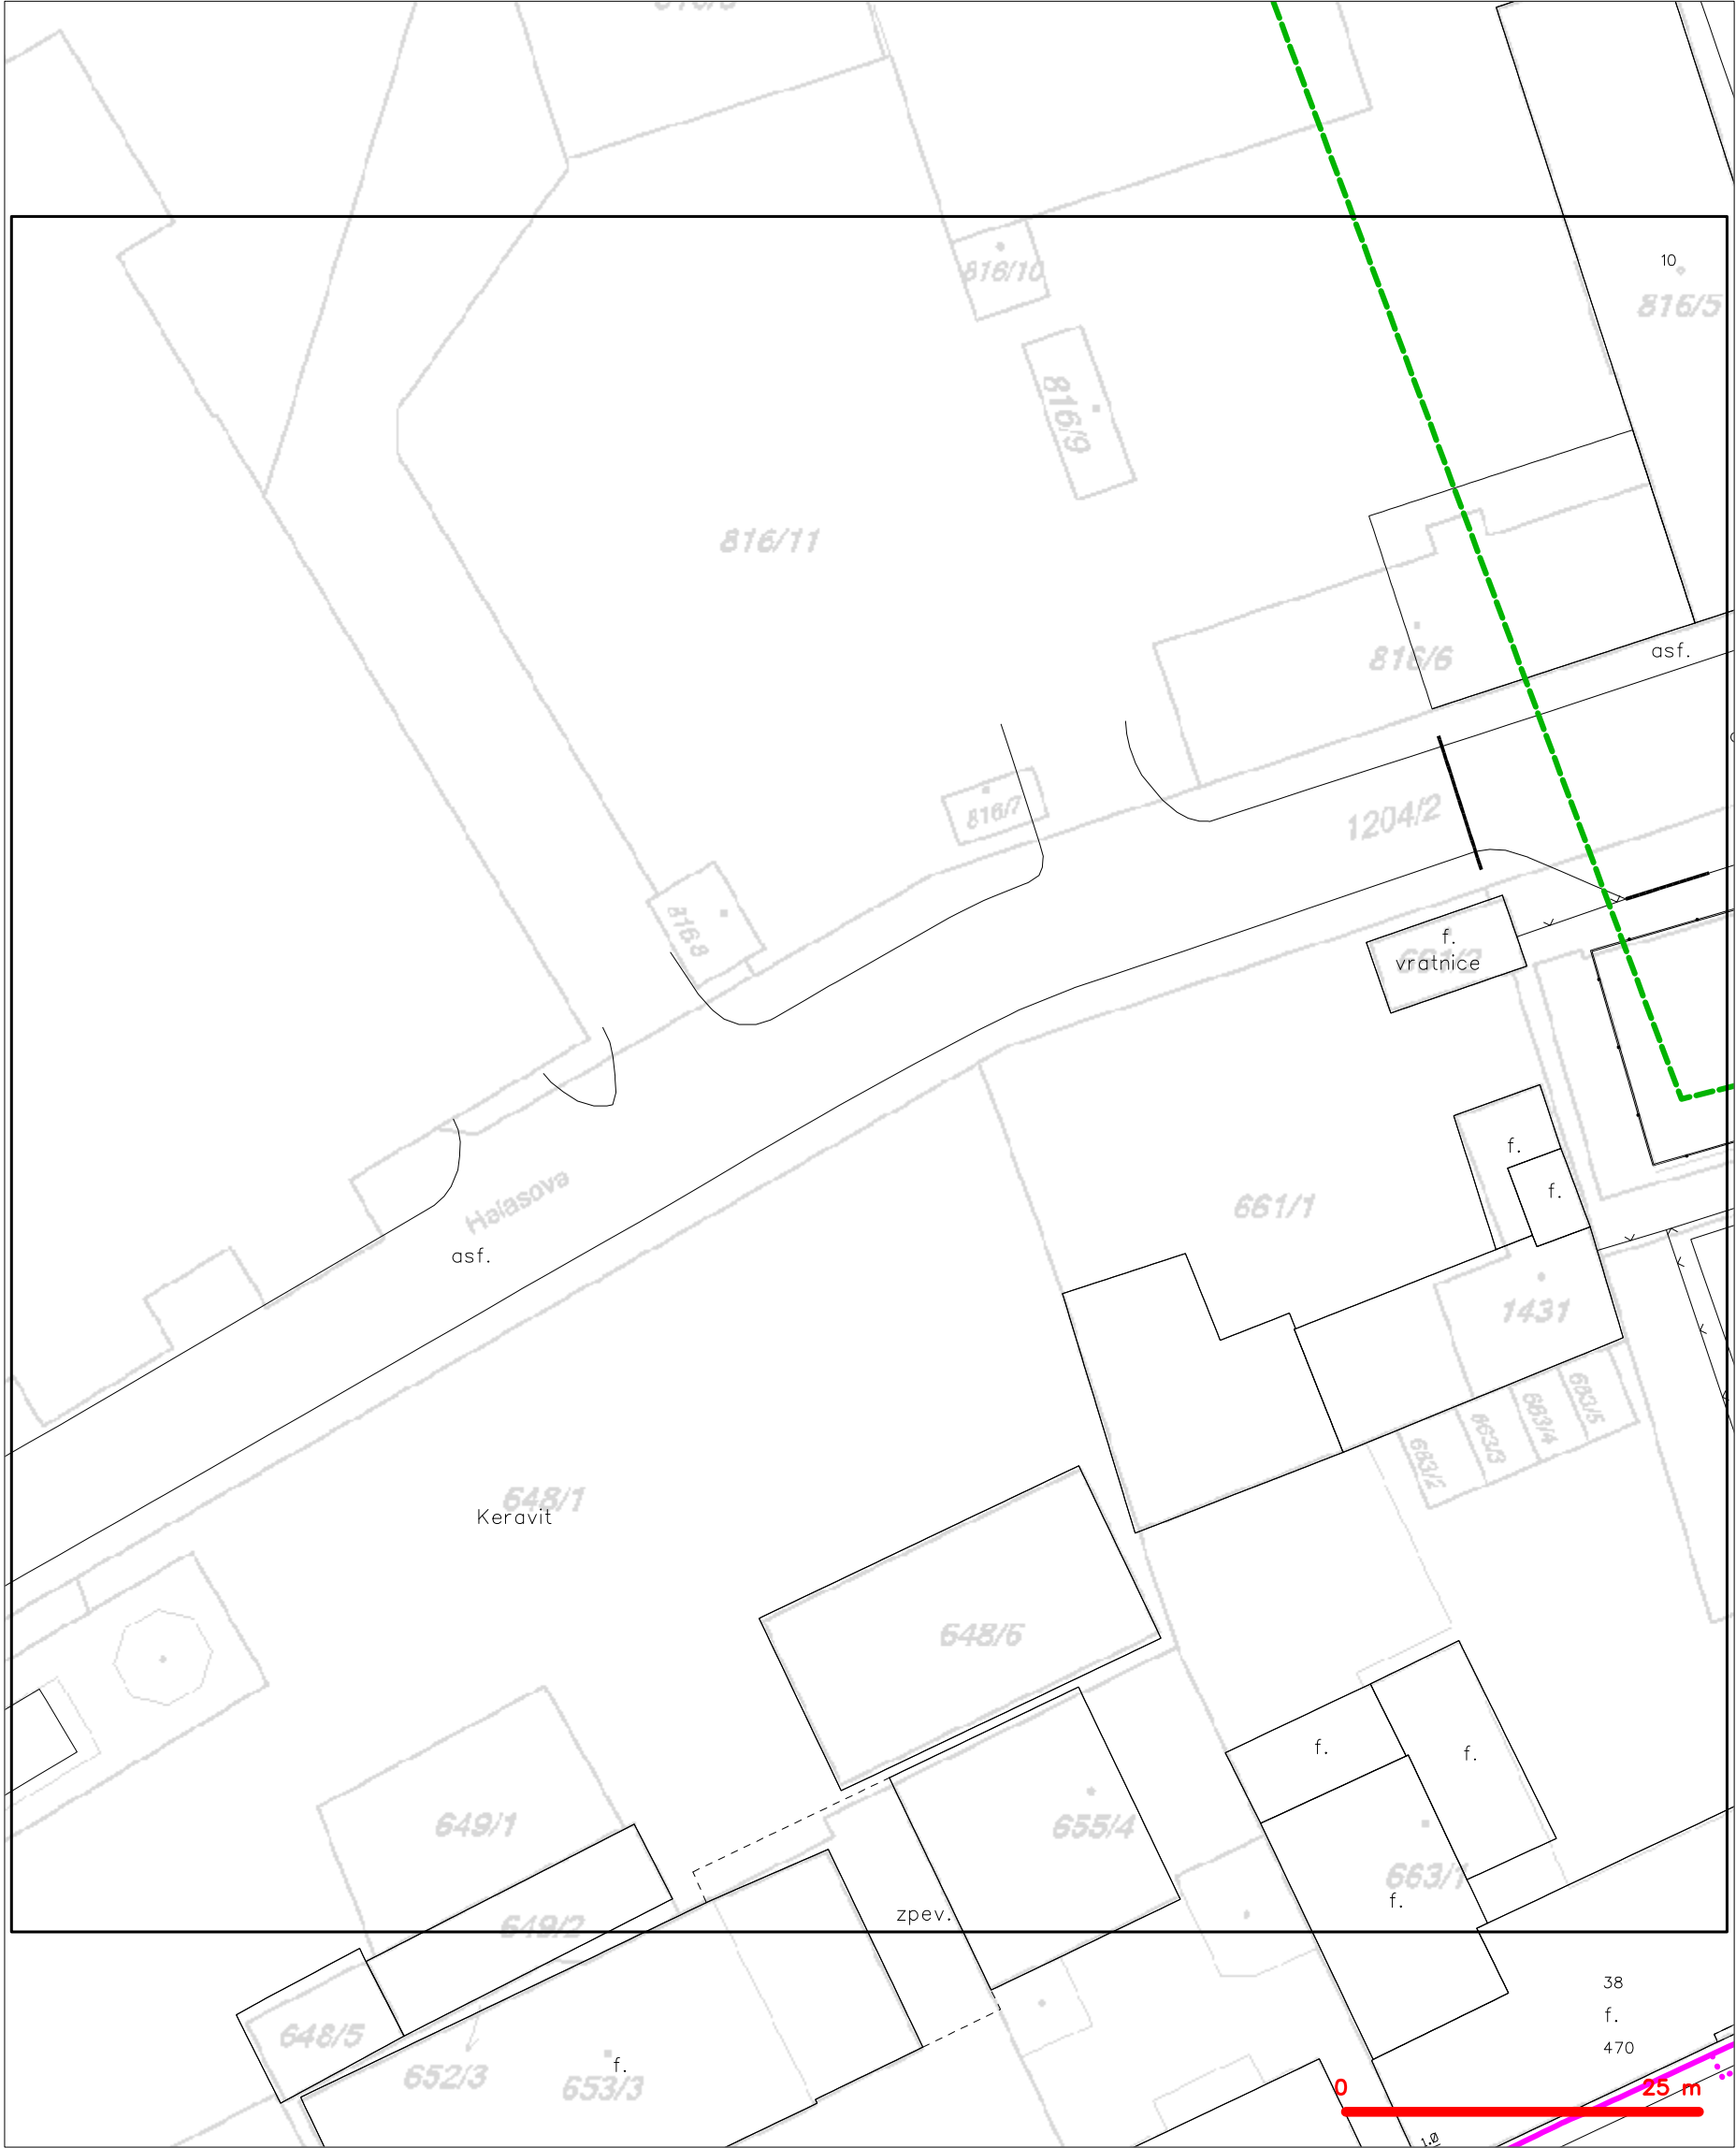 10
816/10
816/5
816/9
816/11
816/6
asf.
816/7
1204/2
816/8
f.
vratnice
f.
f.
Halasova
661/1
asf.
1431
683/5
683/4
663/3
683/2
648/1
Keravit
648/6
f.
f.
649/1
655/4
663/1
f.
zpev.
649/2
38
f.
648/5
470
f.
652/3
653/3
0 25 m